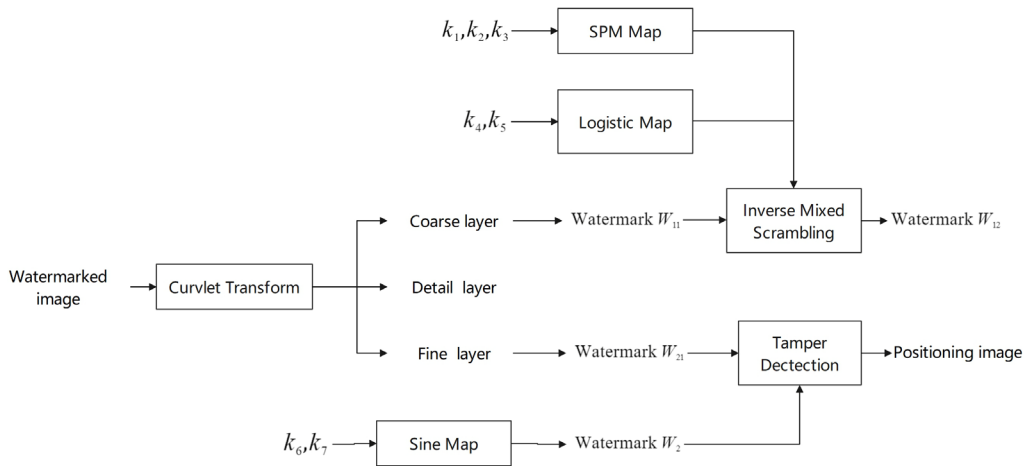 k₁,k₂,k₃
SPM Map
k₄,k₅
Logistic Map
Coarse layer
Watermark W₁₁
Inverse Mixed
Scrambling
Watermark W₁₂
Watermarked
image
Curvlet Transform
Detail layer
Fine layer
Watermark W₂₁
Tamper
Dectection
Positioning image
k₆,k₇
Sine Map
Watermark W₂